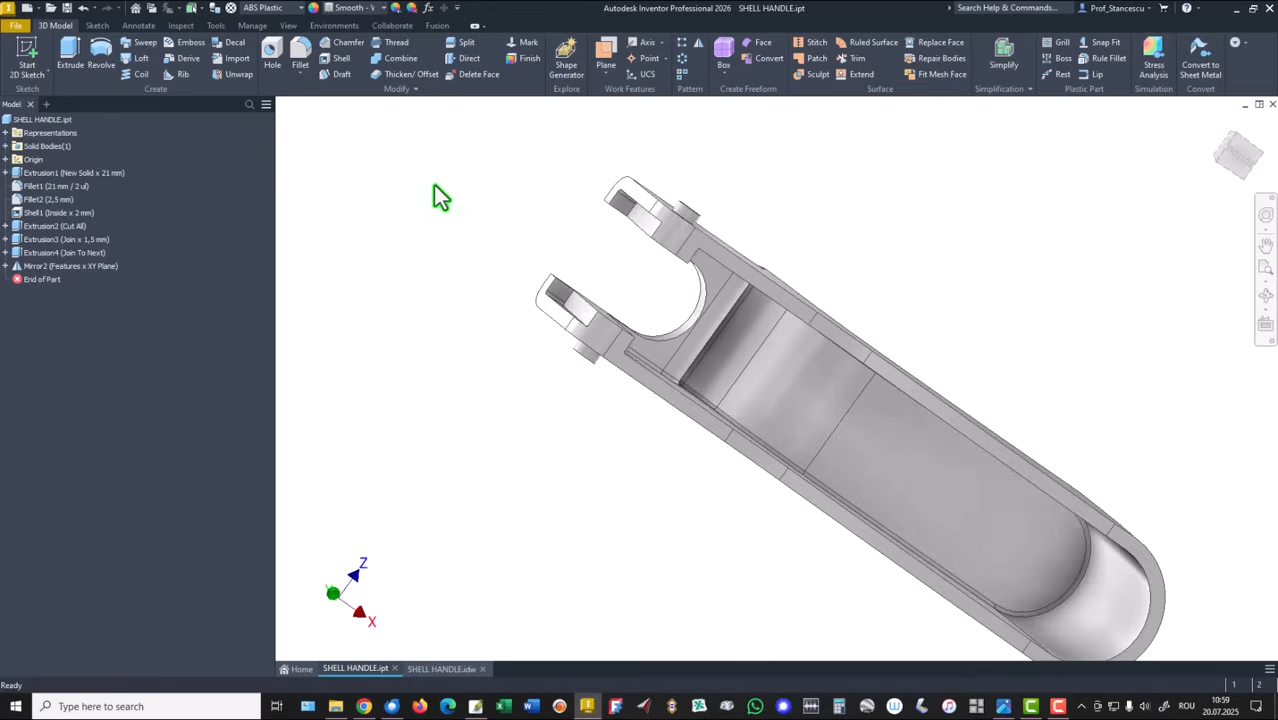 ABS Plastic
Smooth - V
Autodesk Inventor Professional 2026 SHELL HANDLE.ipt
Search Help & Commands...
Prof_Stancescu
File
3D Model
Sketch
Annotate
Inspect
Tools
Manage
View
Environments
Collaborate
Fusion
Start
2D Sketch
Extrude
Revolve
Sweep
Loft
Coil
Emboss
Derive
Rib
Decal
Import
Unwrap
Hole
Fillet
Chamfer
Shell
Draft
Thread
Combine
Thicken/ Offset
Split
Direct
Delete Face
Mark
Finish
Shape
Generator
Plane
Axis
Point
UCS
Box
Face
Convert
Stitch
Patch
Sculpt
Ruled Surface
Trim
Extend
Replace Face
Repair Bodies
Fit Mesh Face
Simplify
Grill
Boss
Rest
Snap Fit
Rule Fillet
Lip
Stress
Analysis
Convert to
Sheet Metal
Sketch
Create
Modify
Explore
Work Features
Pattern
Create Freeform
Surface
Simplification
Plastic Part
Simulation
Convert
Model
SHELL HANDLE.ipt
Representations
Solid Bodies(1)
Origin
Extrusion1 (New Solid x 21 mm)
Fillet1 (21 mm / 2 ul)
Fillet2 (2,5 mm)
Shell1 (Inside x 2 mm)
Extrusion2 (Cut All)
Extrusion3 (Join x 1,5 mm)
Extrusion4 (Join To Next)
Mirror2 (Features x XY Plane)
End of Part
Z
X
Home
SHELL HANDLE.ipt
SHELL HANDLE.idw
Ready
1 2
Type here to search
ROU
10:59
20.07.2025